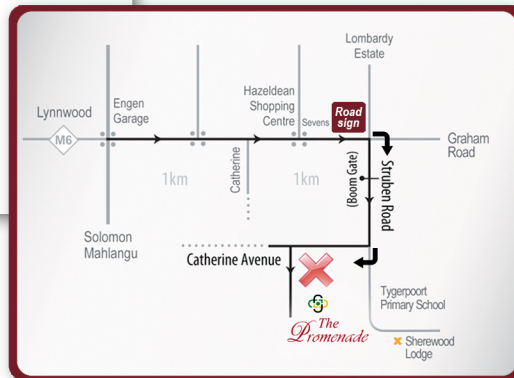 Lombardy
Estate
Hazeldean
Shopping
Centre
Engen
Garage
Lynnwood
M6
Sevens
Road
sign
Graham
Road
1km
Catherine
1km
(Boom Gate)
Struben Road
Solomon
Mahlangu
Catherine Avenue
Tygerpoort
Primary School
The
Promenade
Sherewood
Lodge